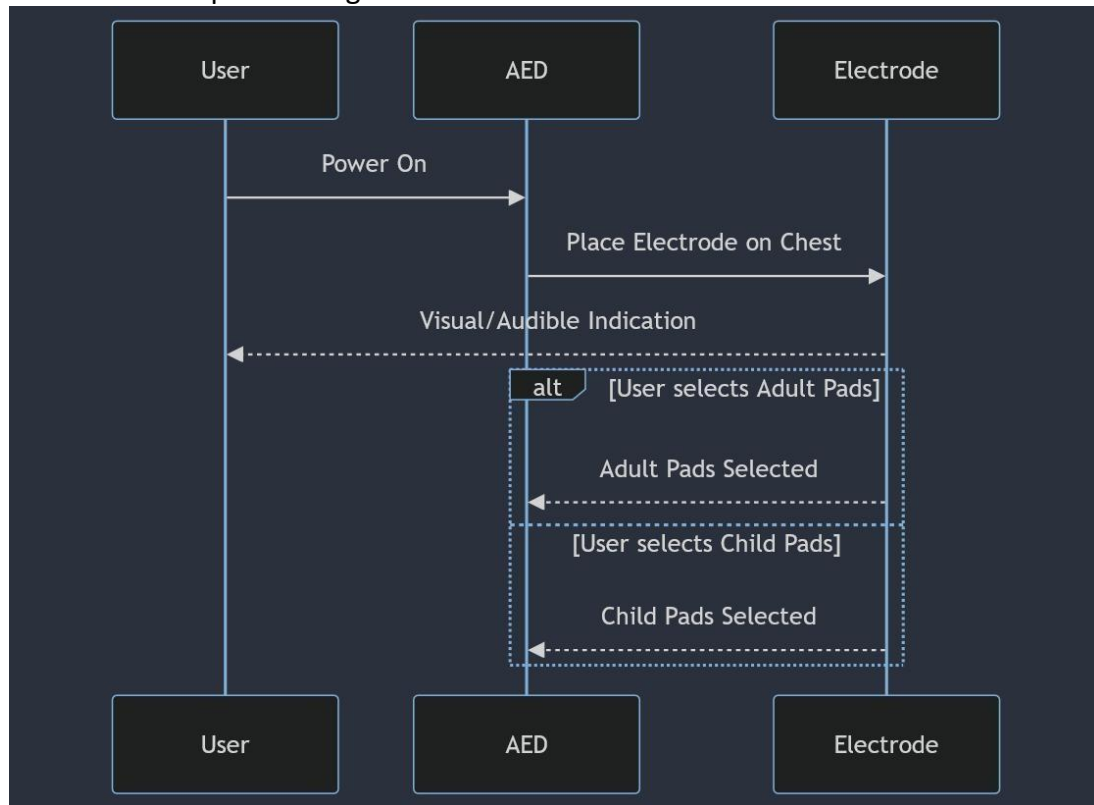 User
AED
Electrode
Power On
Place Electrode on Chest
Visual/Audible Indication
alt [User selects Adult Pads]
Adult Pads Selected
[User selects Child Pads]
Child Pads Selected
User
AED
Electrode